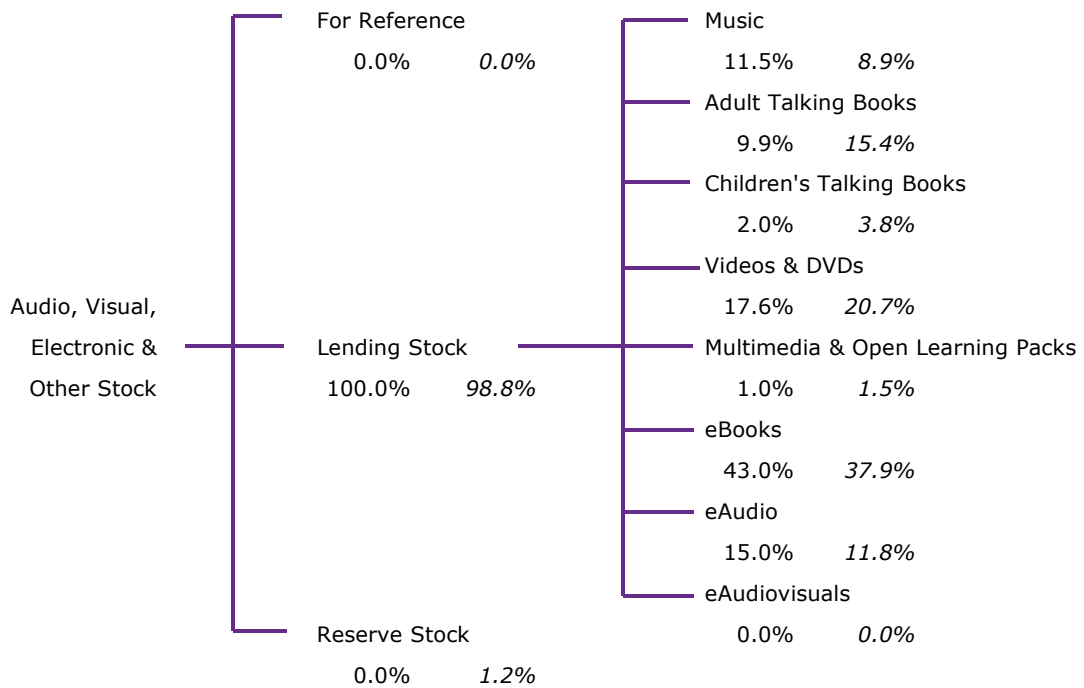 For Reference
0.0% 0.0%
Music
11.5% 8.9%
Adult Talking Books
9.9% 15.4%
Children's Talking Books
2.0% 3.8%
Videos & DVDs
17.6% 20.7%
Audio, Visual,
Electronic &
Other Stock
Lending Stock
100.0% 98.8%
Multimedia & Open Learning Packs
1.0% 1.5%
eBooks
43.0% 37.9%
eAudio
15.0% 11.8%
eAudiovisuals
0.0% 0.0%
Reserve Stock
0.0% 1.2%